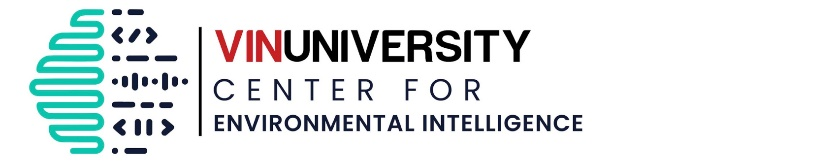 VINUNIVERSITY
CENTER FOR
ENVIRONMENTAL INTELLIGENCE